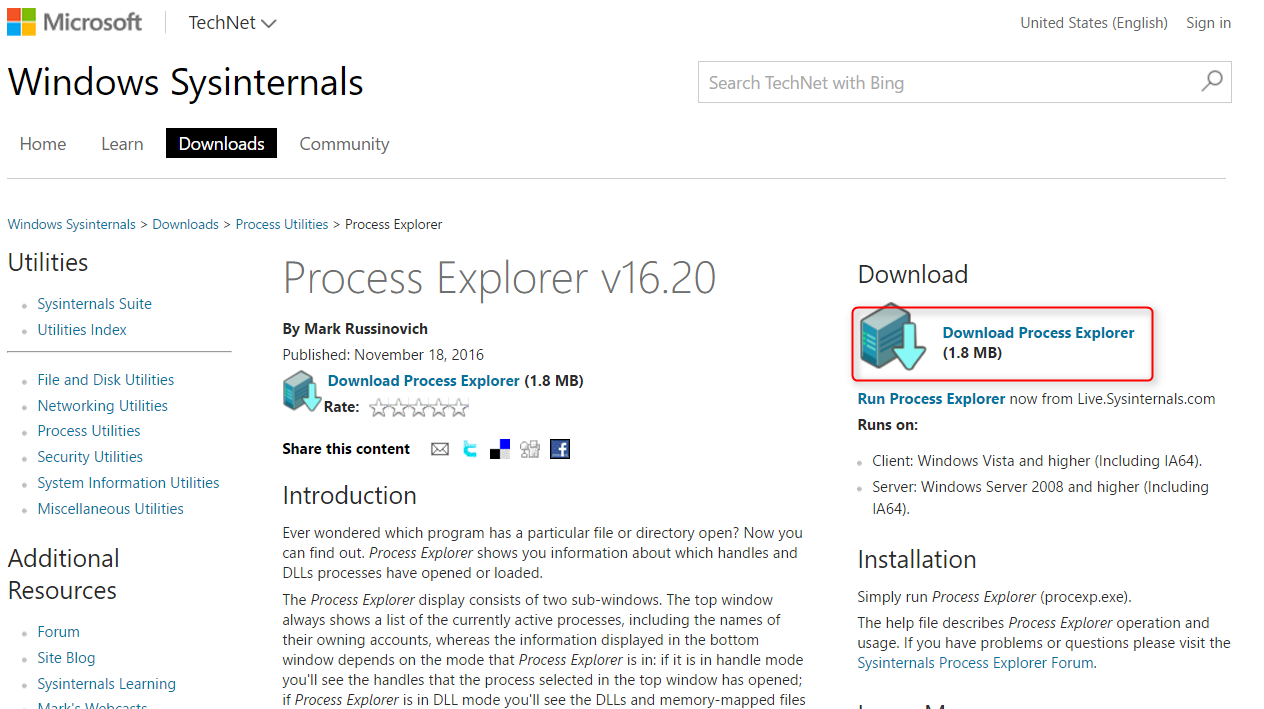 Microsoft
TechNet
United States (English)
Sign in
Windows Sysinternals
Search TechNet with Bing
Home
Learn
Downloads
Community
Windows Sysinternals > Downloads > Process Utilities > Process Explorer
Utilities
Sysinternals Suite
Utilities Index
File and Disk Utilities
Networking Utilities
Process Utilities
Security Utilities
System Information Utilities
Miscellaneous Utilities
Additional
Resources
Forum
Site Blog
Sysinternals Learning
Mark's Webcasts
Process Explorer v16.20
By Mark Russinovich
Published: November 18, 2016
Download Process Explorer (1.8 MB)
Rate:
Share this content
Introduction
Ever wondered which program has a particular file or directory open? Now you
can find out. Process Explorer shows you information about which handles and
DLLs processes have opened or loaded.
The Process Explorer display consists of two sub-windows. The top window
always shows a list of the currently active processes, including the names of
their owning accounts, whereas the information displayed in the bottom
window depends on the mode that Process Explorer is in: if it is in handle mode
you'll see the handles that the process selected in the top window has opened;
if Process Explorer is in DLL mode you'll see the DLLs and memory-mapped files
Download
Download Process Explorer
(1.8 MB)
Run Process Explorer now from Live.Sysinternals.com
Runs on:
Client: Windows Vista and higher (Including IA64).
Server: Windows Server 2008 and higher (Including
IA64).
Installation
Simply run Process Explorer (procexp.exe).
The help file describes Process Explorer operation and
usage. If you have problems or questions please visit the
Sysinternals Process Explorer Forum.